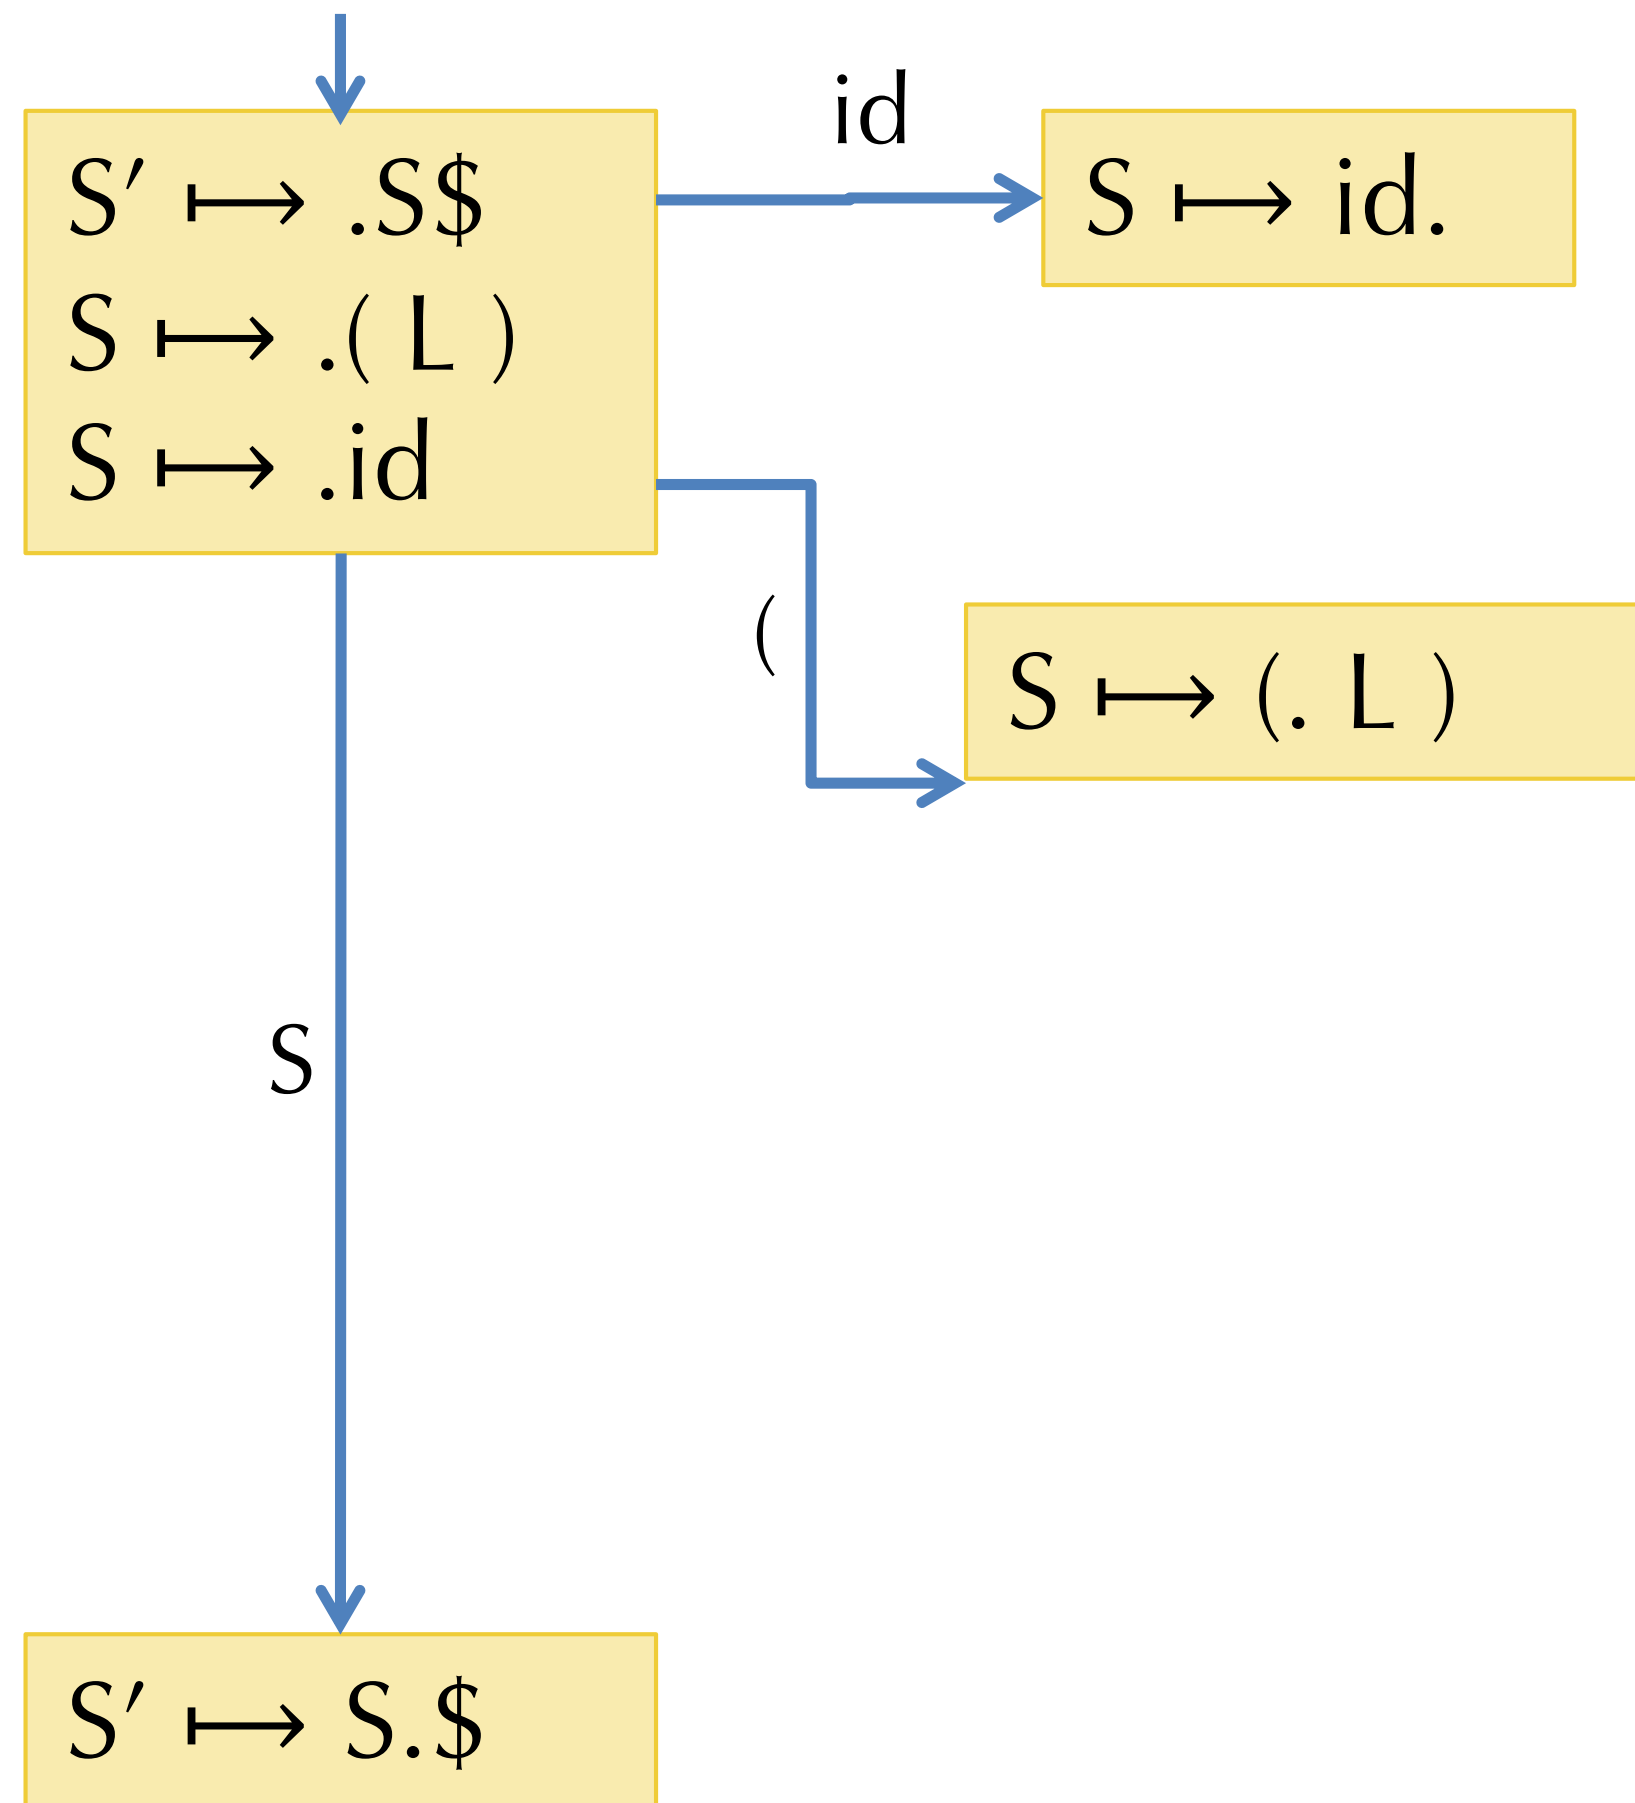 S′ ⟼ .S$
S ⟼ .( L )
S ⟼ .id
id
S ⟼ id.
(
S ⟼ (. L )
S
S′ ⟼ S.$